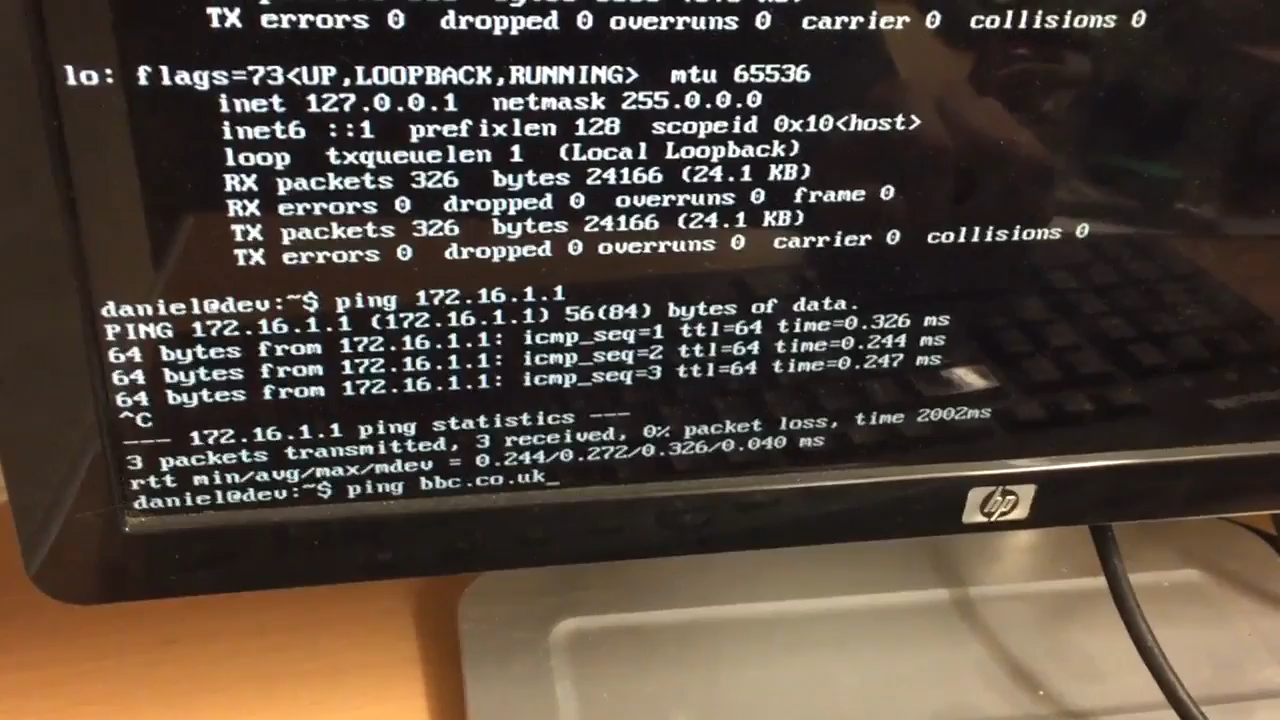 TX errors 0 dropped 0 overruns 0 carrier 0 collisions 0
lo: flags=73<UP,LOOPBACK,RUNNING> mtu 65536
inet 127.0.0.1 netmask 255.0.0.0
inet6 ::1 prefixlen 128 scopeid 0x10<host>
loop txqueuelen 1 (Local Loopback)
RX packets 326 bytes 24166 (24.1 KB)
RX errors 0 dropped 0 overruns 0 frame 0
TX packets 326 bytes 24166 (24.1 KB)
TX errors 0 dropped 0 overruns 0 carrier 0 collisions 0
daniel@dev:~$ ping 172.16.1.1
PING 172.16.1.1 (172.16.1.1) 56(84) bytes of data.
64 bytes from 172.16.1.1: icmp_seq=1 ttl=64 time=0.326 ms
64 bytes from 172.16.1.1: icmp_seq=2 ttl=64 time=0.244 ms
64 bytes from 172.16.1.1: icmp_seq=3 ttl=64 time=0.247 ms
^C
--- 172.16.1.1 ping statistics ---
3 packets transmitted, 3 received, 0% packet loss, time 2002ms
rtt min/avg/max/mdev = 0.244/0.272/0.326/0.040 ms
daniel@dev:~$ ping bbc.co.uk_
hp